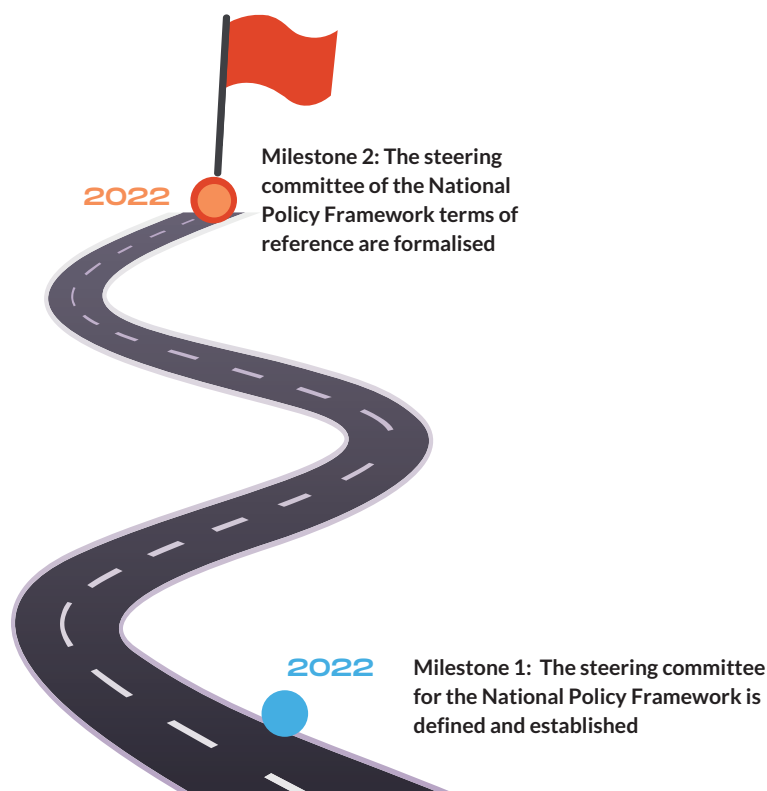 2022
Milestone 2: The steering
committee of the National
Policy Framework terms of
reference are formalised
2022
Milestone 1: The steering committee
for the National Policy Framework is
defined and established